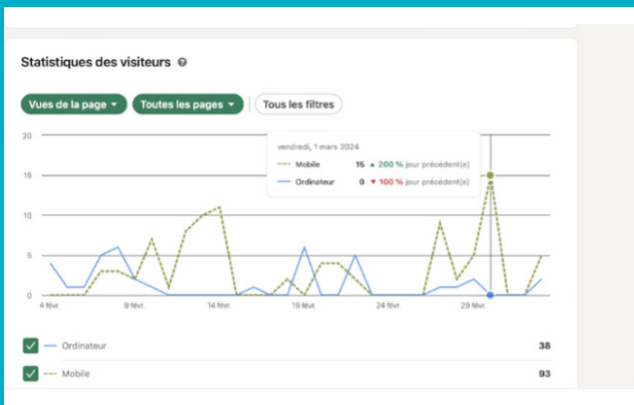 Statistiques des visiteurs
Vues de la page
Toutes les pages
Tous les filtres
20
vendredi, 1 mars 2024
Mobile 15 ▲ 200 % jour précédent(e)
Ordinateur 0 ▼ 100 % jour précédent(e)
15
10
5
0
4 févr. 9 févr. 14 févr. 19 févr. 24 févr. 29 févr.
Ordinateur 38
Mobile 93